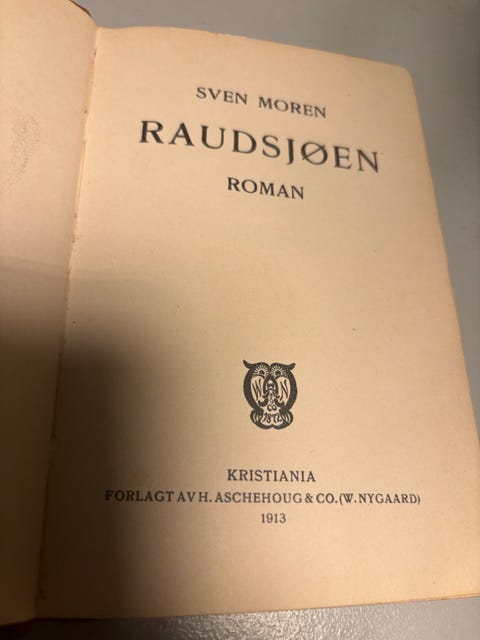 SVEN MOREN
RAUDSJØEN
ROMAN
KRISTIANIA
FORLAGT AV H. ASCHEHOUG & CO. (W. NYGAARD)
1913